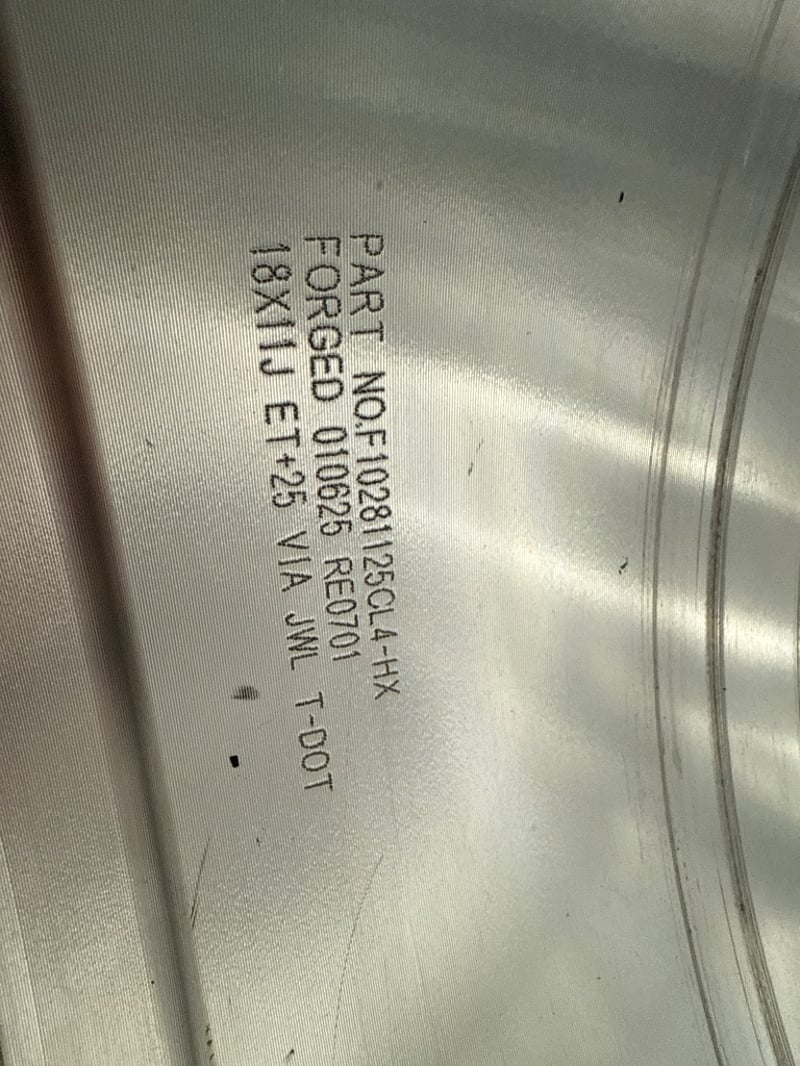 PART NO.F10281125CL4-HX
FORGED 010625 RE0701
18X11J ET+25 VIA JWL T-DOT